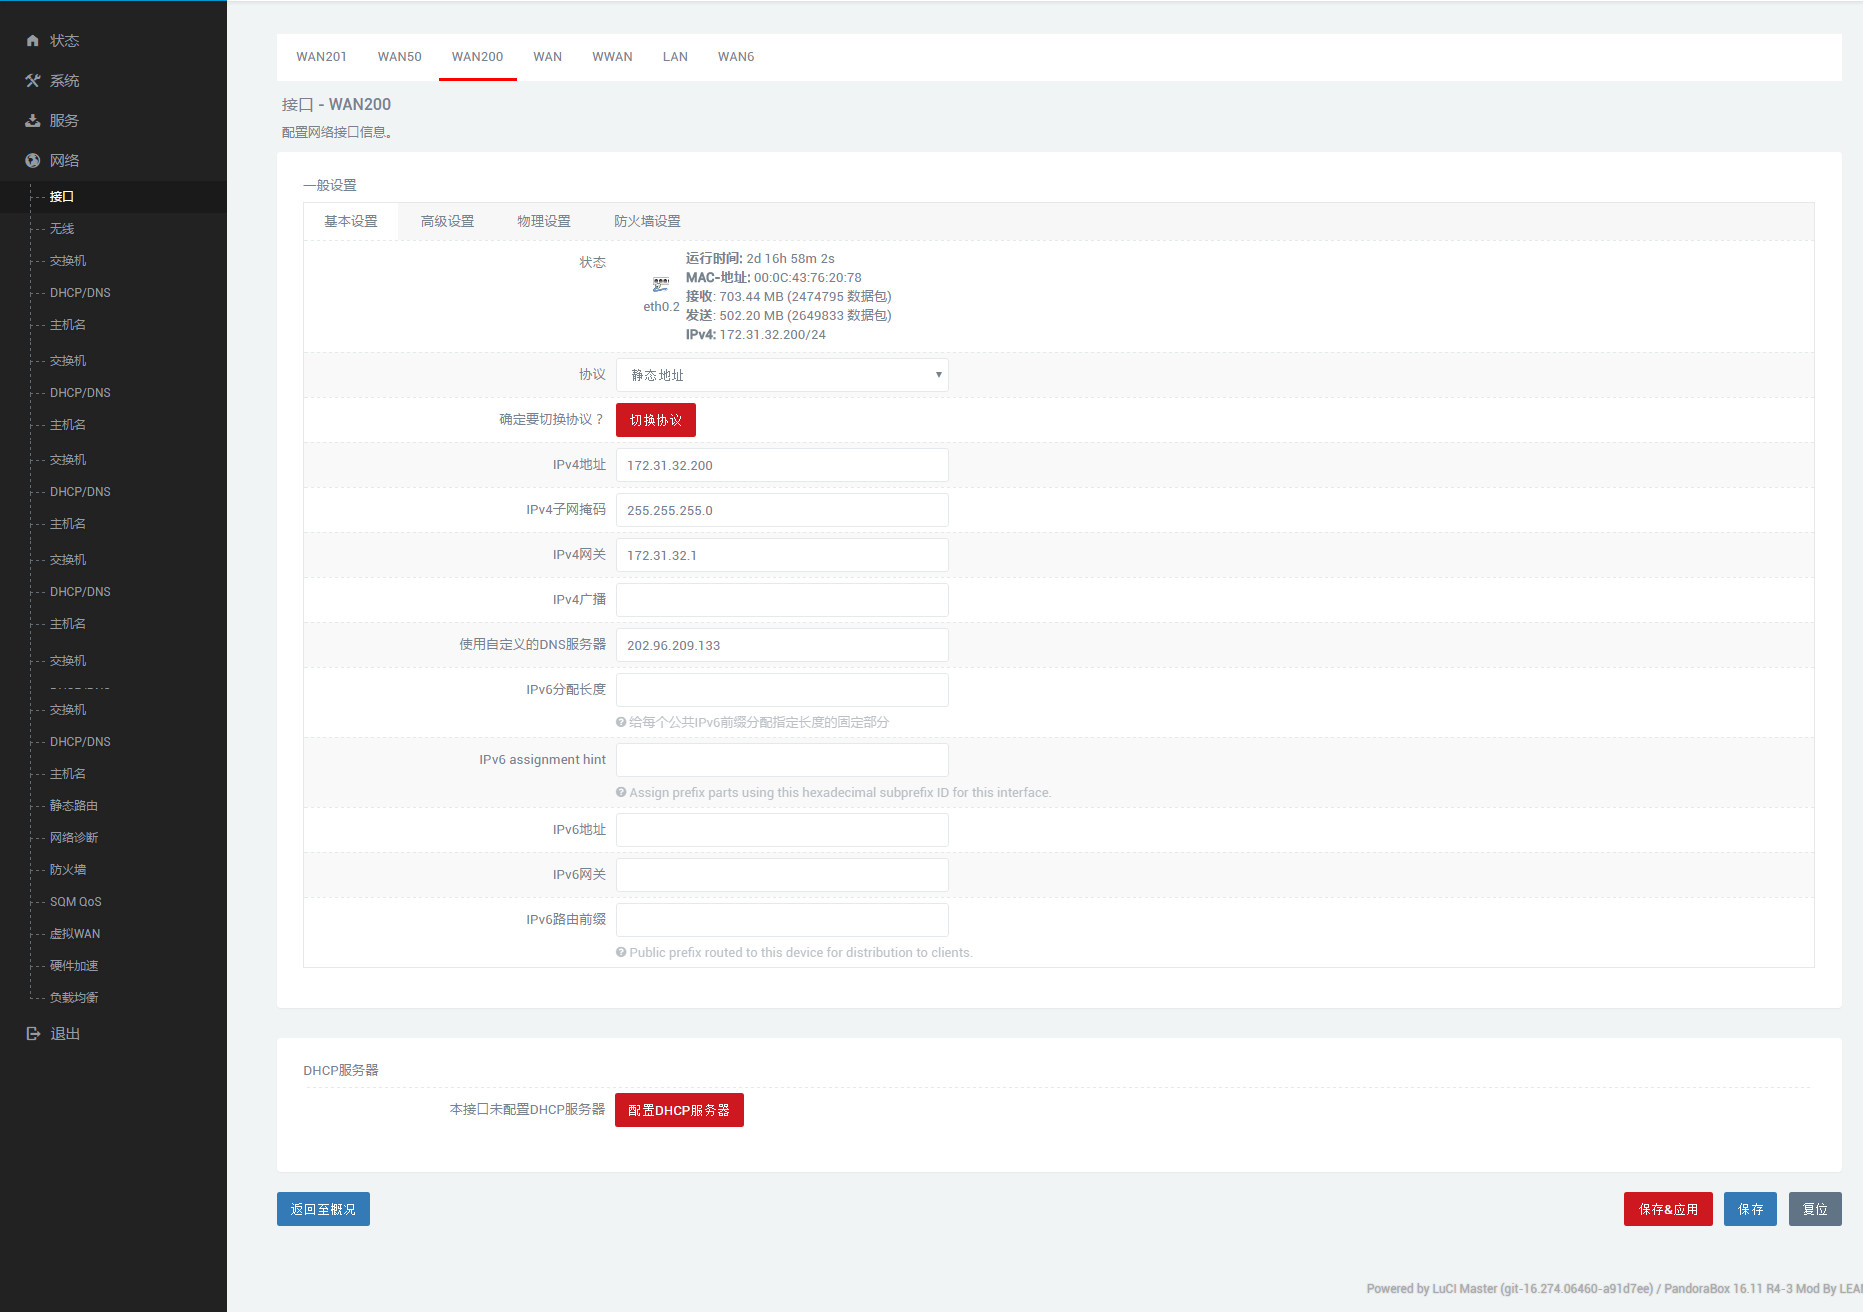 状态
系统
服务
网络
接口
无线
交换机
DHCP/DNS
主机名
交换机
DHCP/DNS
主机名
交换机
DHCP/DNS
主机名
交换机
DHCP/DNS
主机名
交换机
交换机
DHCP/DNS
主机名
静态路由
网络诊断
防火墙
SQM QoS
虚拟WAN
硬件加速
负载均衡
退出
WAN201 WAN50 WAN200 WAN WWAN LAN WAN6
接口 - WAN200
配置网络接口信息。
一般设置
基本设置 高级设置 物理设置 防火墙设置
状态
eth0.2
运行时间: 2d 16h 58m 2s
MAC-地址: 00:0C:43:76:20:78
接收: 703.44 MB (2474795 数据包)
发送: 502.20 MB (2649833 数据包)
IPv4: 172.31.32.200/24
协议 静态地址
确定要切换协议？ 切换协议
IPv4地址 172.31.32.200
IPv4子网掩码 255.255.255.0
IPv4网关 172.31.32.1
IPv4广播
使用自定义的DNS服务器 202.96.209.133
IPv6分配长度
给每个公共IPv6前缀分配指定长度的固定部分
IPv6 assignment hint
Assign prefix parts using this hexadecimal subprefix ID for this interface.
IPv6地址
IPv6网关
IPv6路由前缀
Public prefix routed to this device for distribution to clients.
DHCP服务器
本接口未配置DHCP服务器 配置DHCP服务器
返回至概况 保存&应用 保存 复位
Powered by LuCI Master (git-16.274.06460-a91d7ee) / PandoraBox 16.11 R4-3 Mod By LEA